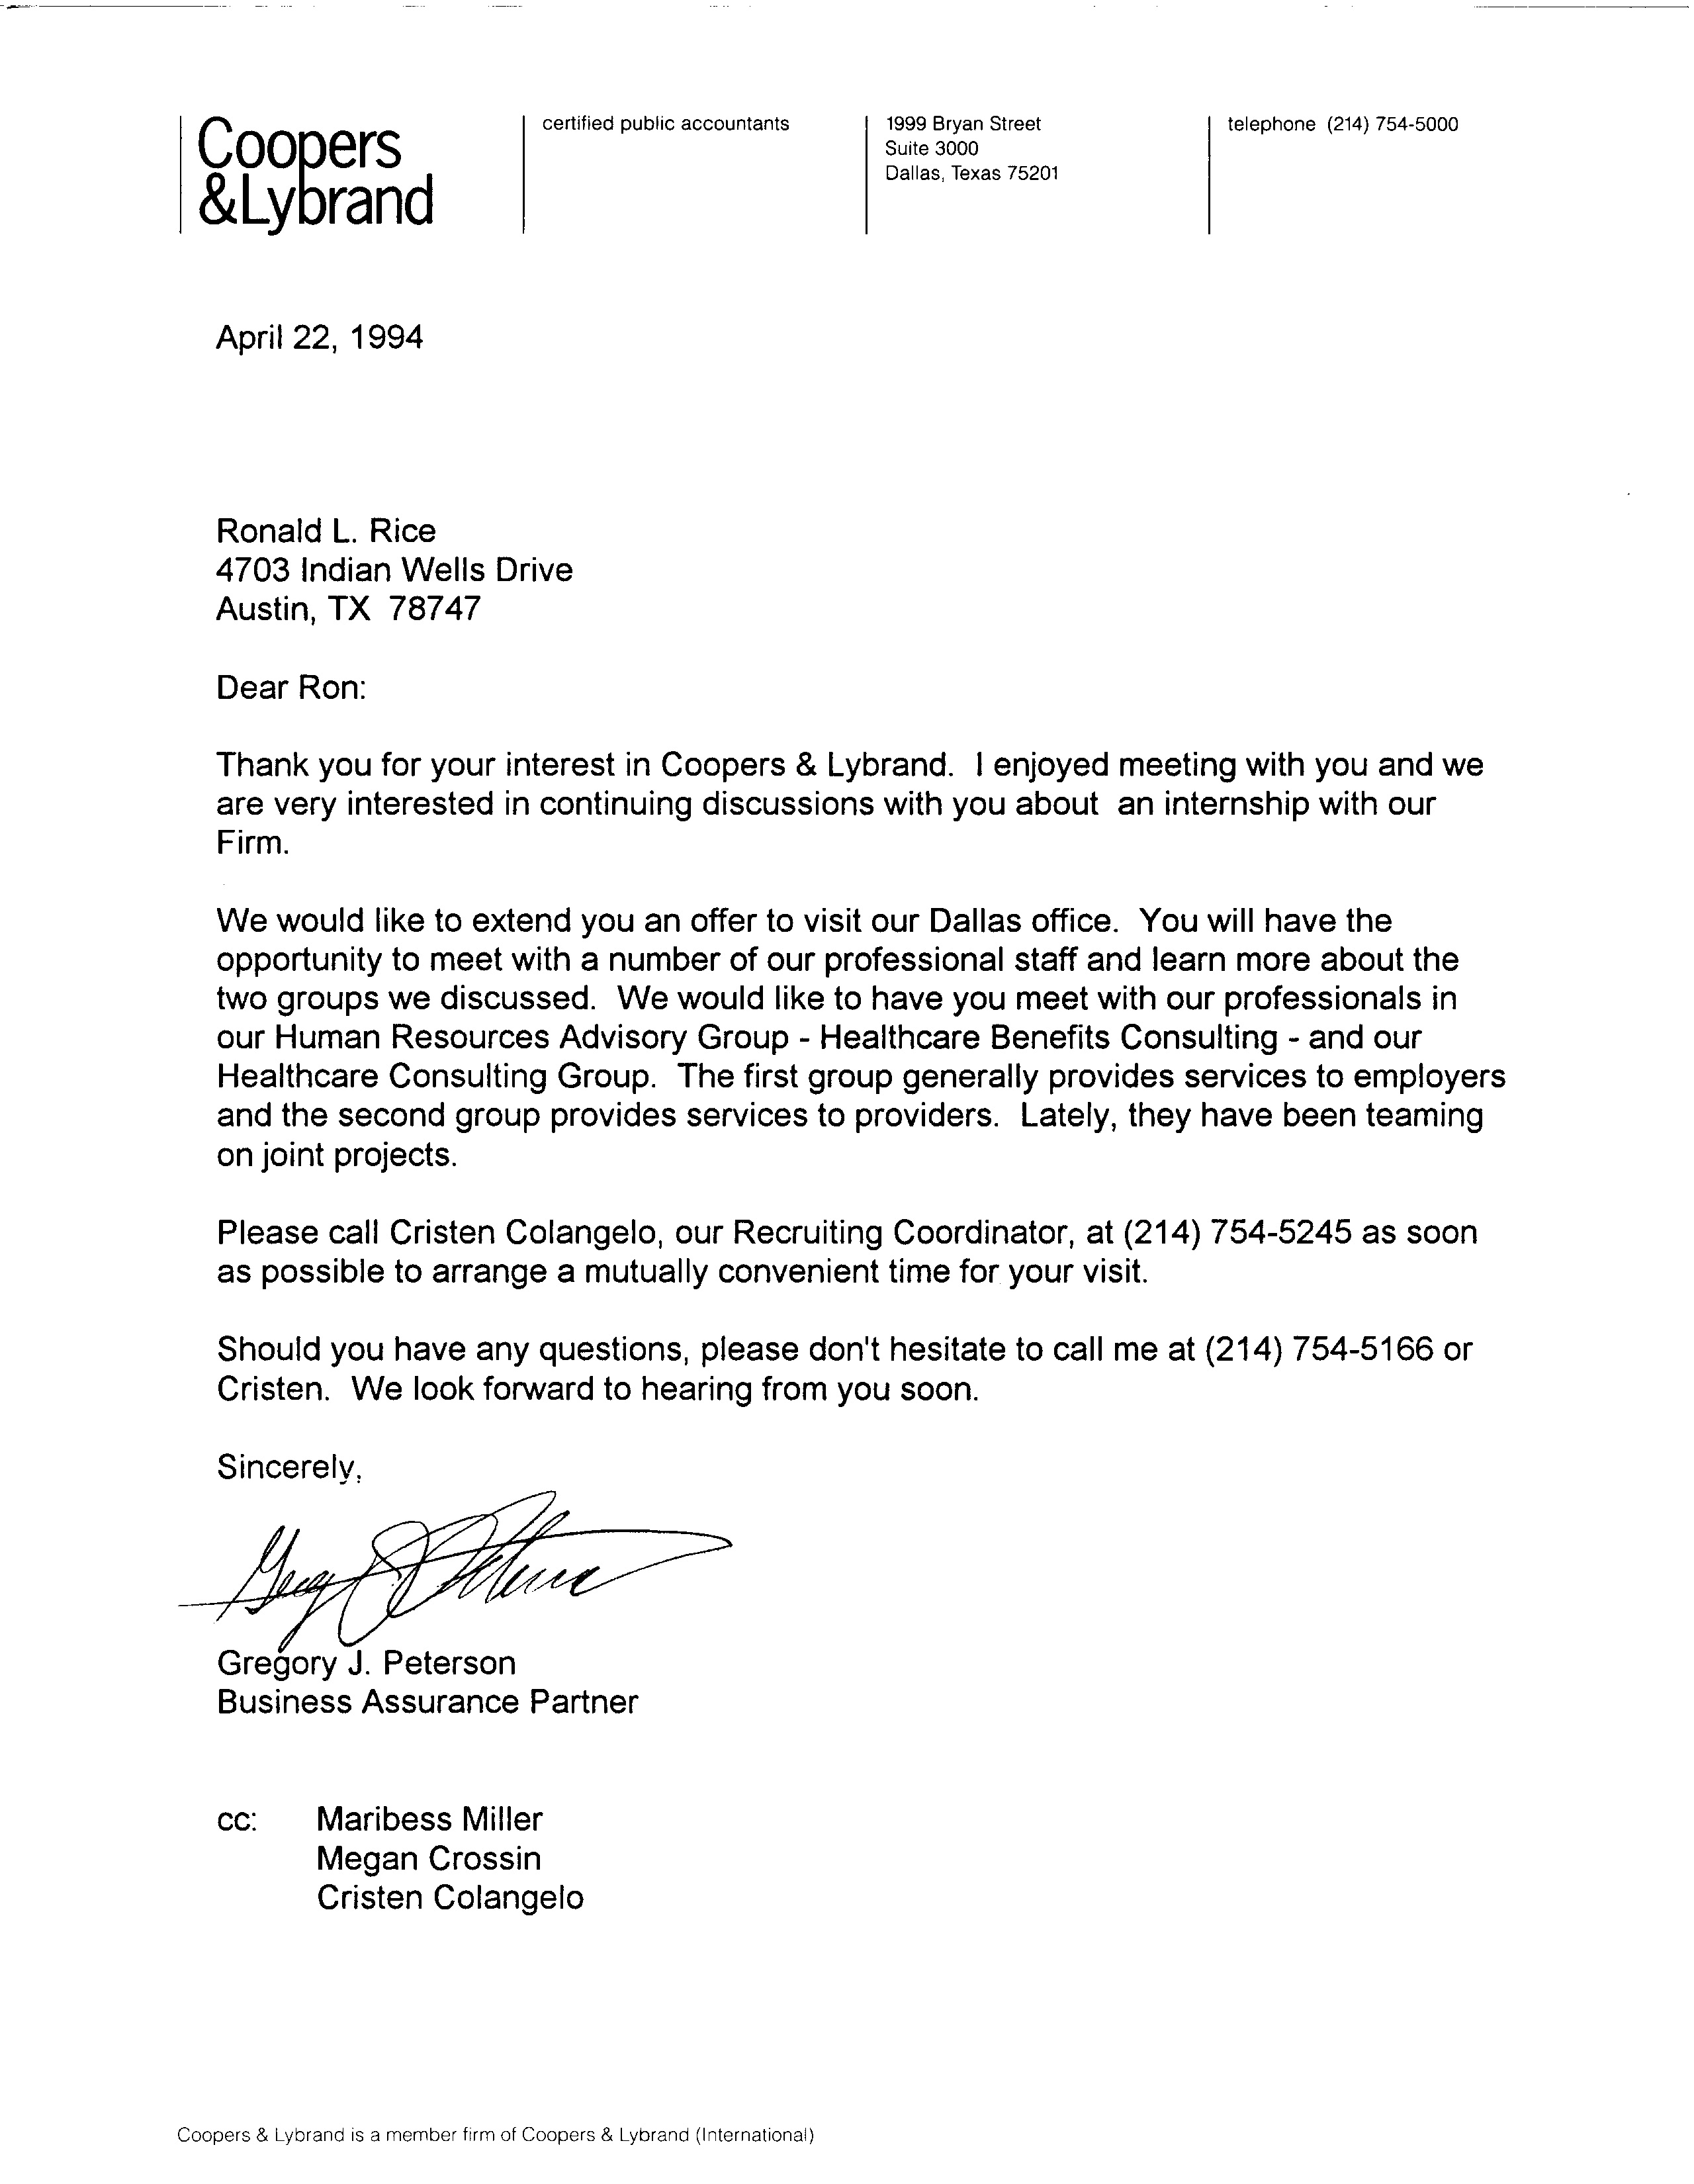 Coopers
&Lybrand
certified public accountants
1999 Bryan Street
Suite 3000
Dallas, Texas 75201
telephone (214) 754-5000
April 22, 1994
Ronald L. Rice
4703 Indian Wells Drive
Austin, TX 78747
Dear Ron:
Thank you for your interest in Coopers & Lybrand. I enjoyed meeting with you and we
are very interested in continuing discussions with you about an internship with our
Firm.
We would like to extend you an offer to visit our Dallas office. You will have the
opportunity to meet with a number of our professional staff and learn more about the
two groups we discussed. We would like to have you meet with our professionals in
our Human Resources Advisory Group - Healthcare Benefits Consulting - and our
Healthcare Consulting Group. The first group generally provides services to employers
and the second group provides services to providers. Lately, they have been teaming
on joint projects.
Please call Cristen Colangelo, our Recruiting Coordinator, at (214) 754-5245 as soon
as possible to arrange a mutually convenient time for your visit.
Should you have any questions, please don't hesitate to call me at (214) 754-5166 or
Cristen. We look forward to hearing from you soon.
Sincerely,
Gregory J. Peterson
Business Assurance Partner
cc: Maribess Miller
Megan Crossin
Cristen Colangelo
Coopers & Lybrand is a member firm of Coopers & Lybrand (International)